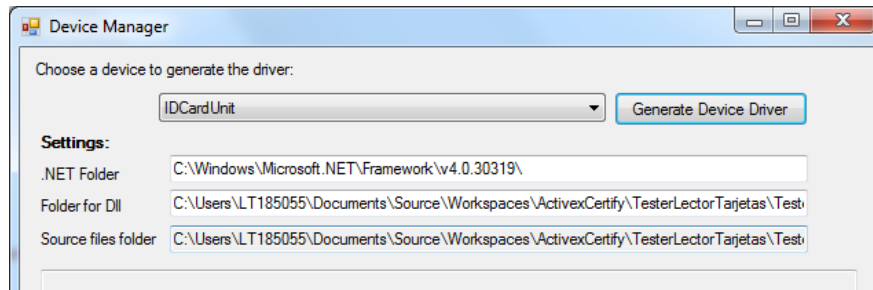 Device Manager
Choose a device to generate the driver:
IDCardUnit Generate Device Driver
Settings:
.NET Folder C:\Windows\Microsoft.NET\Framework\v4.0.30319\
Folder for Dll C:\Users\LT185055\Documents\Source\Workspaces\ActivexCertify\TesterLectorTarjetas\Teste
Source files folder C:\Users\LT185055\Documents\Source\Workspaces\ActivexCertify\TesterLectorTarjetas\Teste